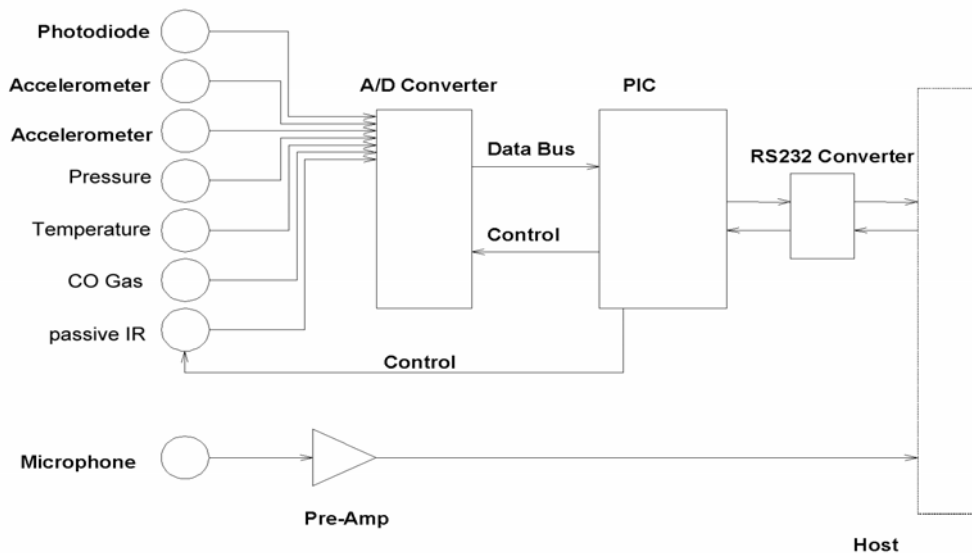 Photodiode
Accelerometer
A/D Converter
PIC
Accelerometer
Data Bus
RS232 Converter
Pressure
Temperature
Control
CO Gas
passive IR
Control
Microphone
Pre-Amp
Host